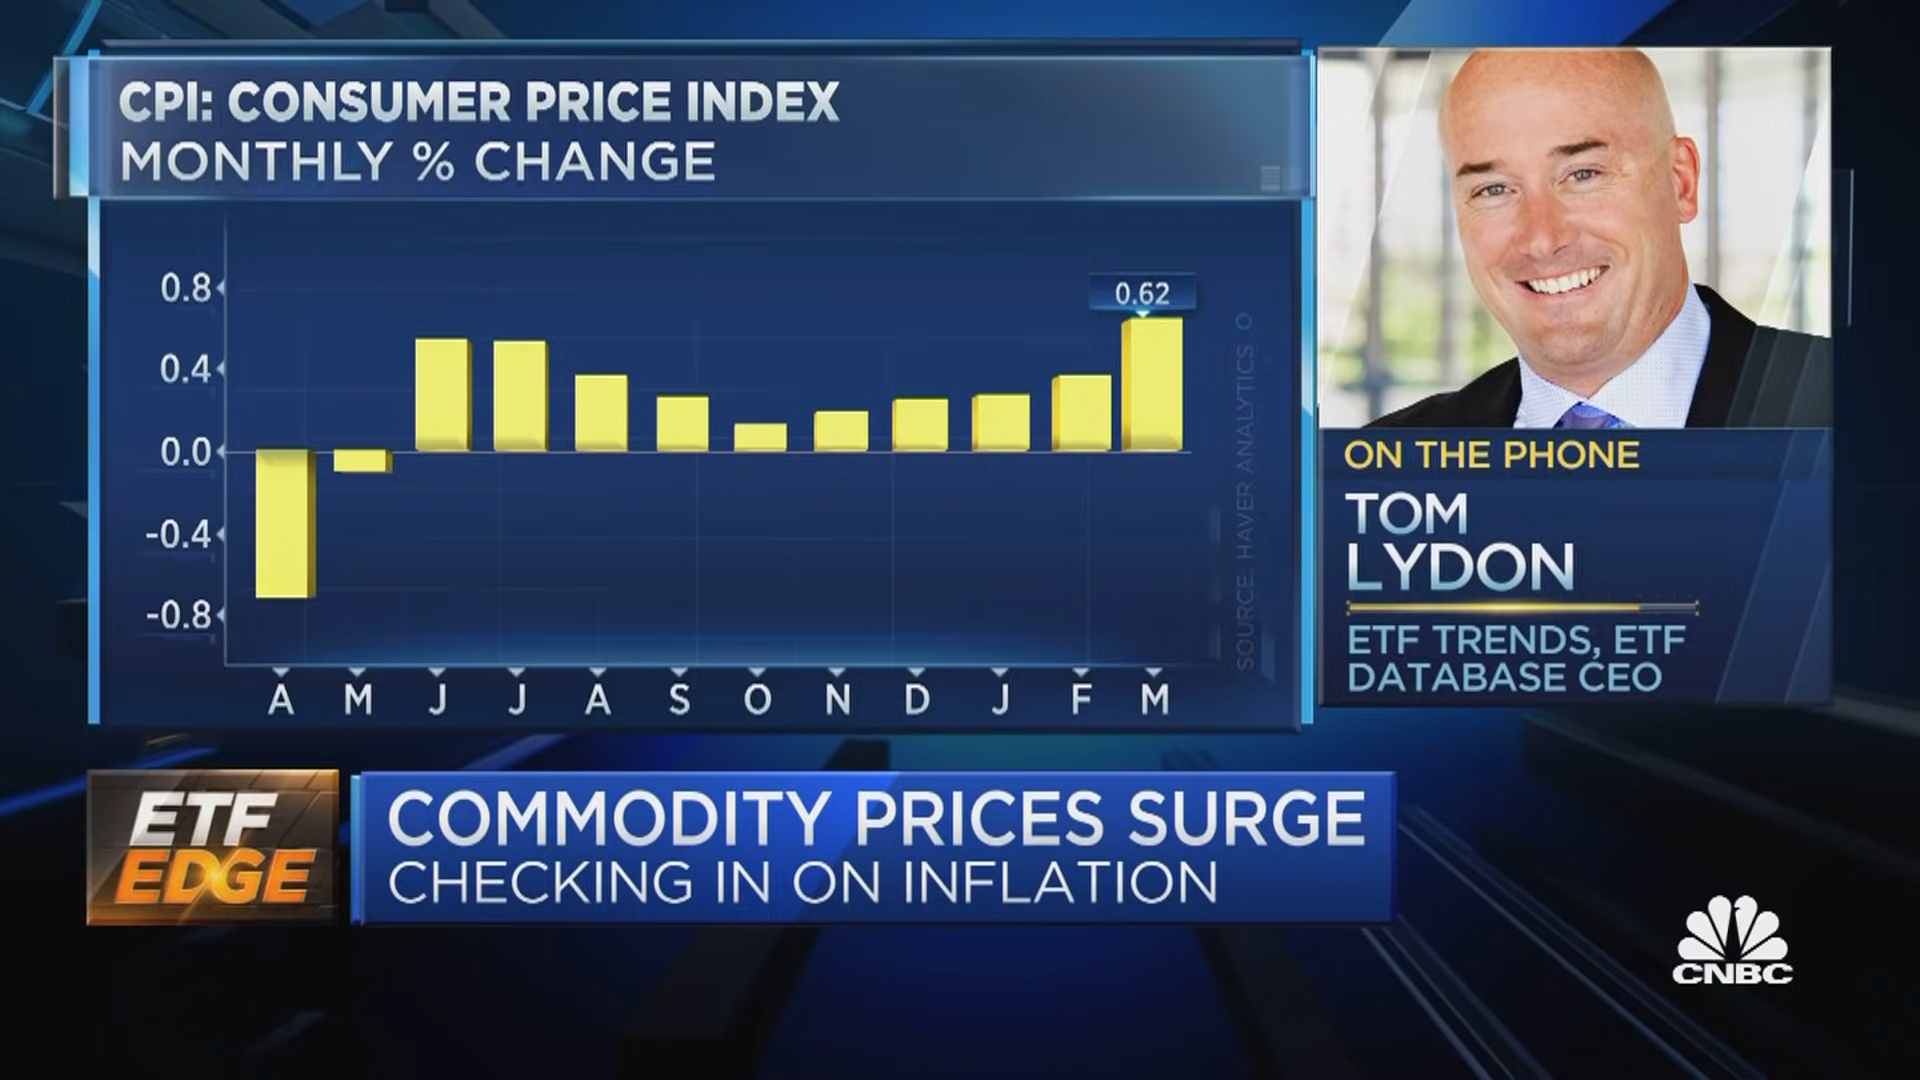 CPI: CONSUMER PRICE INDEX
MONTHLY % CHANGE
0.8
0.4
0.0
-0.4
-0.8
0.62
A M J J A S O N D J F M
SOURCE: HAVER ANALYTICS
ON THE PHONE
TOM
LYDON
ETF TRENDS, ETF
DATABASE CEO
ETF
EDGE
COMMODITY PRICES SURGE
CHECKING IN ON INFLATION
CNBC